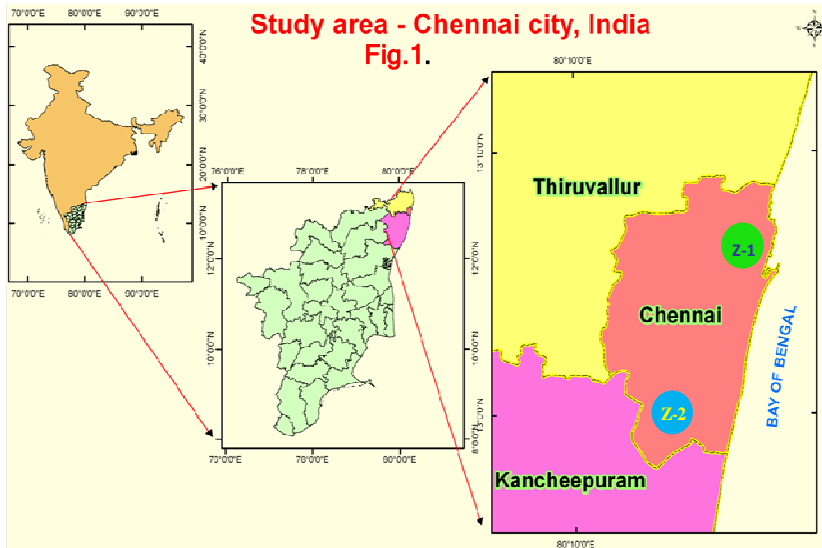 Study area - Chennai city, India
Fig.1.
70°0'0"E 80°0'0"E 90°0'0"E
40°0'0"N
30°0'0"N
20°0'0"N
10°0'0"N
70°0'0"E 80°0'0"E 90°0'0"E
76°0'0"E 78°0'0"E 80°0'0"E
12°0'0"N
10°0'0"N
8°0'0"N
78°0'0"E 80°0'0"E
80°10'0"E
13°10'0"N
Thiruvallur
Z-1
Chennai
BAY OF BENGAL
Z-2
Kancheepuram
80°10'0"E